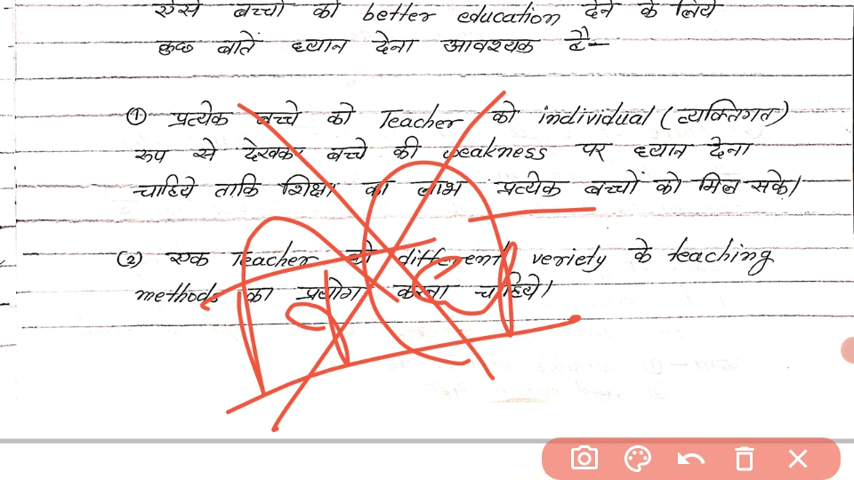 ऐसे बच्चों को better education देने के लिये
कुछ बातें ध्यान देना आवश्यक है—
① प्रत्येक बच्चे को Teacher को individual (व्यक्तिगत)
रूप से देखकर बच्चे की weakness पर ध्यान देना
चाहिये ताकि शिक्षा का लाभ प्रत्येक बच्चों को मिल सके।
(2) एक Teacher को different veriety के teaching
methods का प्रयोग करना चाहिये।